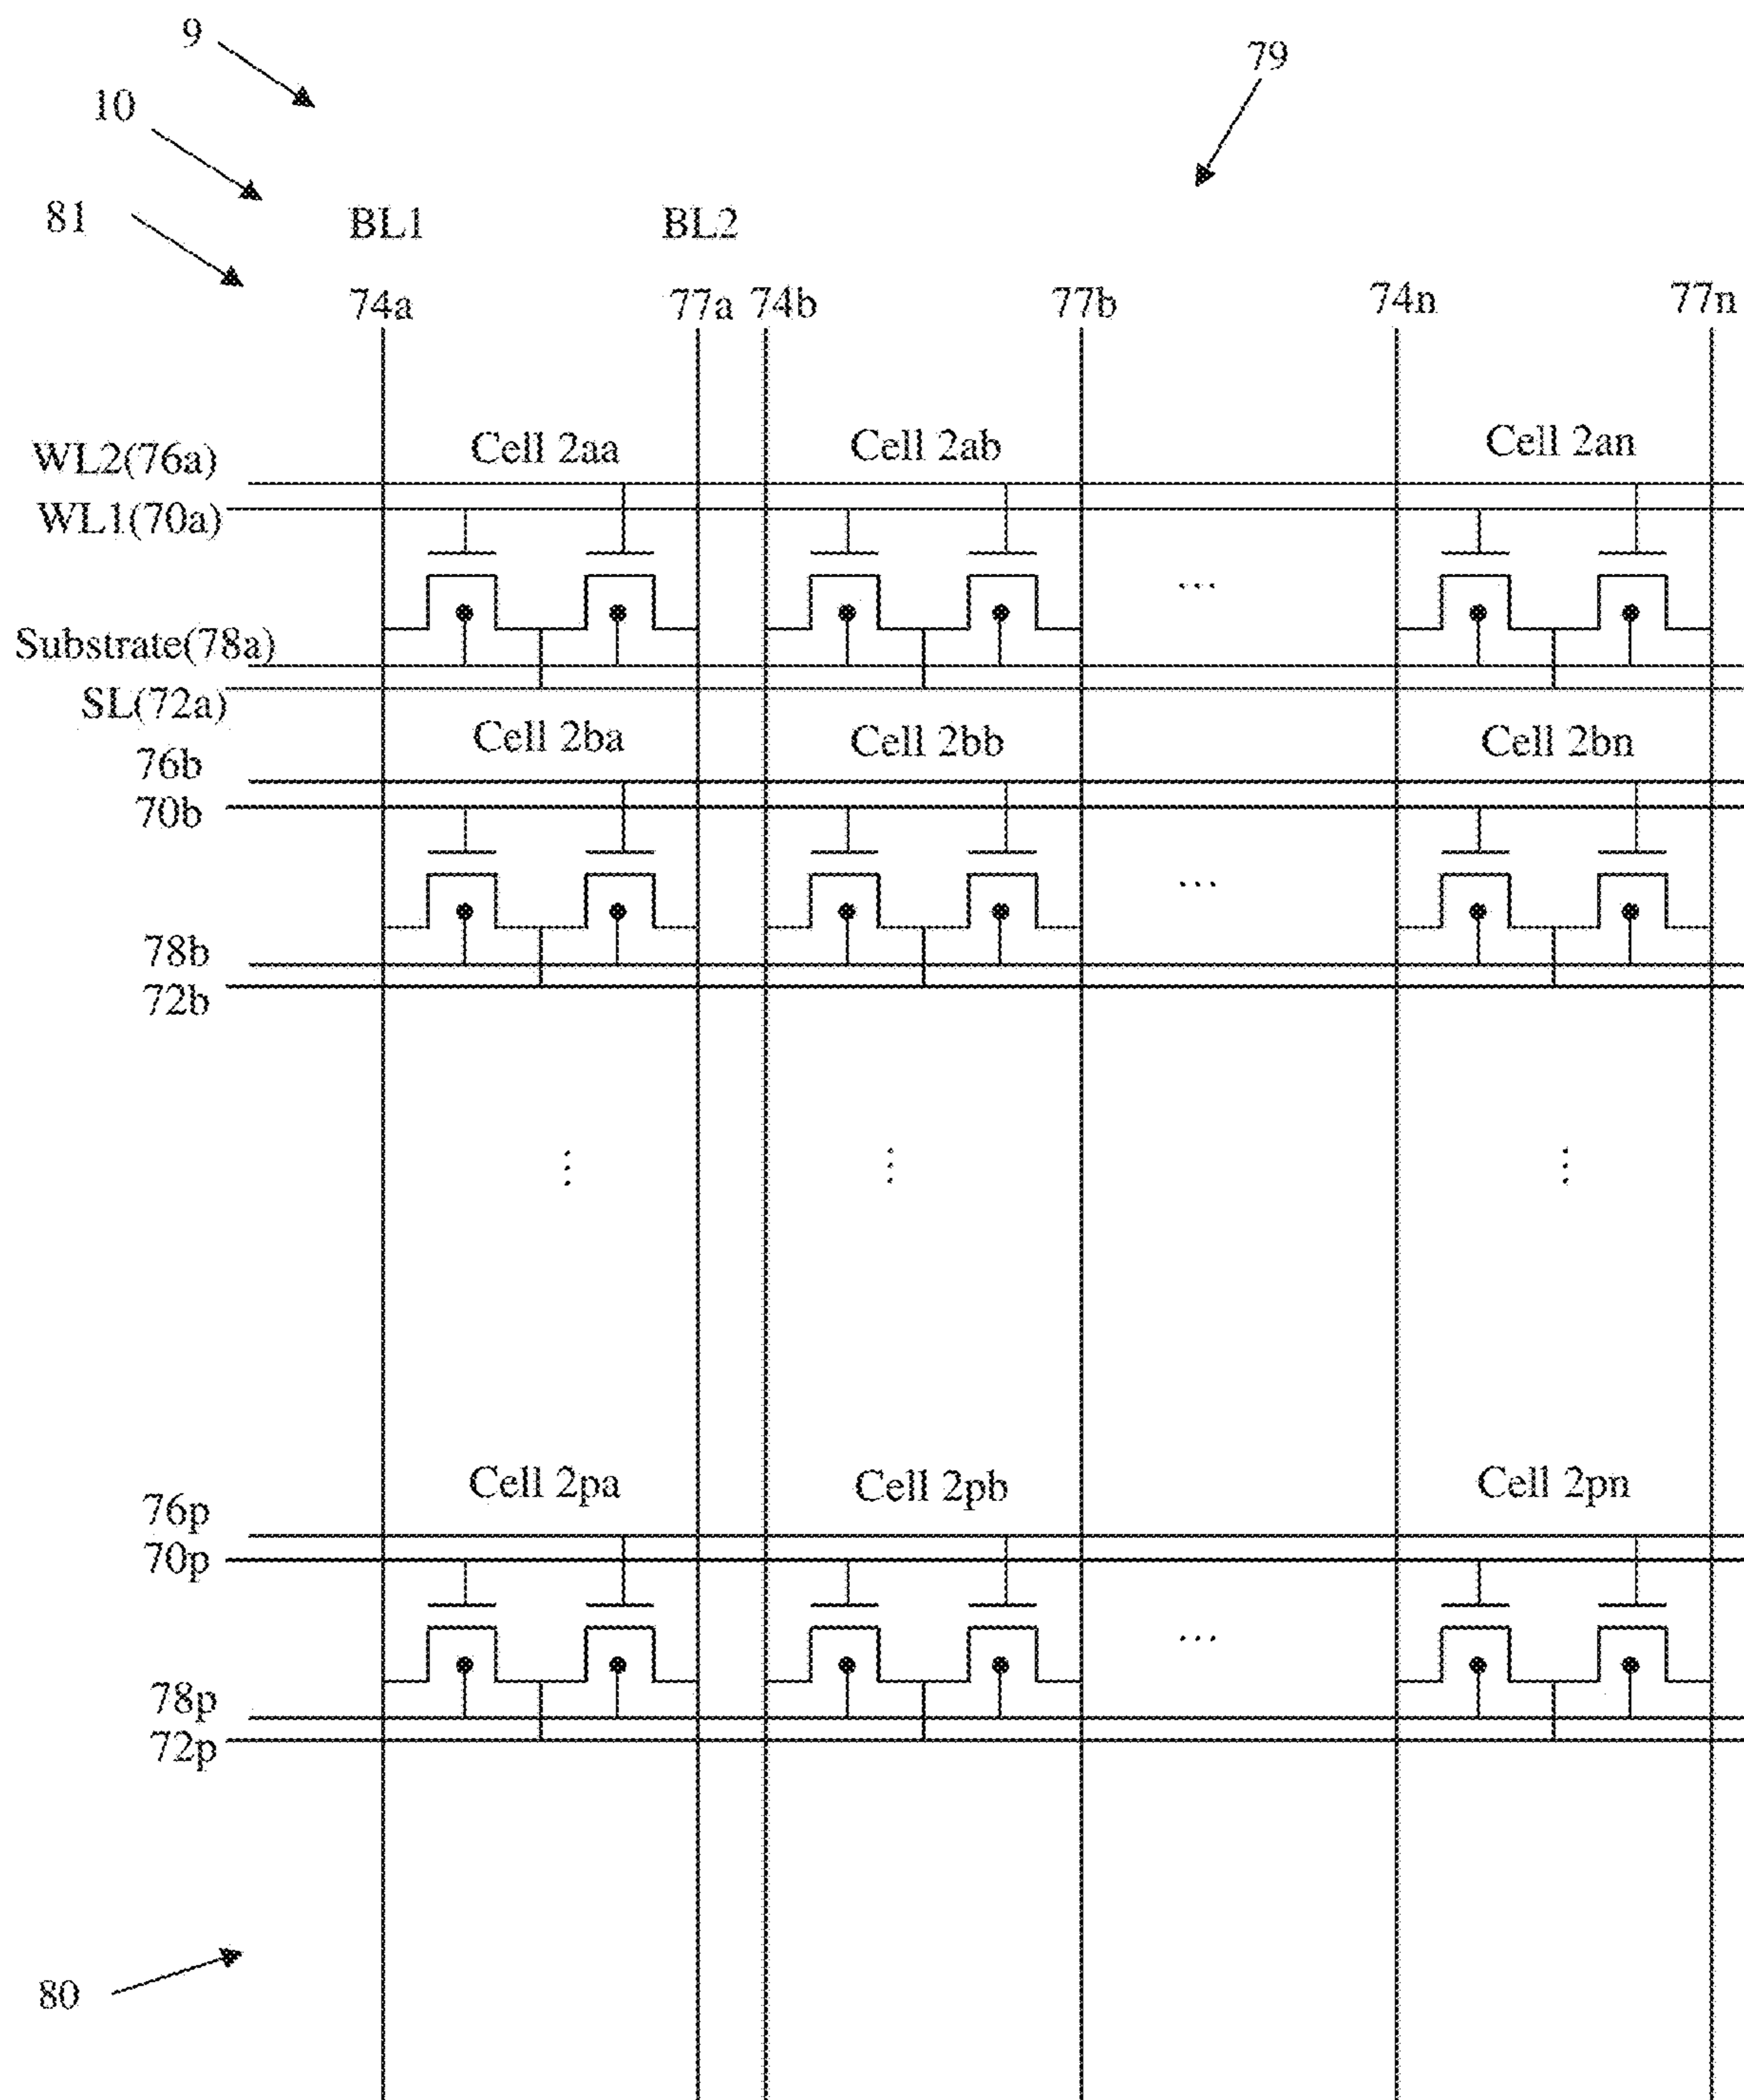 9
79
10
81
BL1 BL2
74a 77a 74b 77b 74n 77n
WL2(76a) Cell 2aa Cell 2ab Cell 2an
WL1(70a)
...
Substrate(78a)
SL(72a)
Cell 2ba Cell 2bb Cell 2bn
76b
70b
...
78b
72b
Cell 2pa Cell 2pb Cell 2pn
76p
70p
...
78p
72p
80